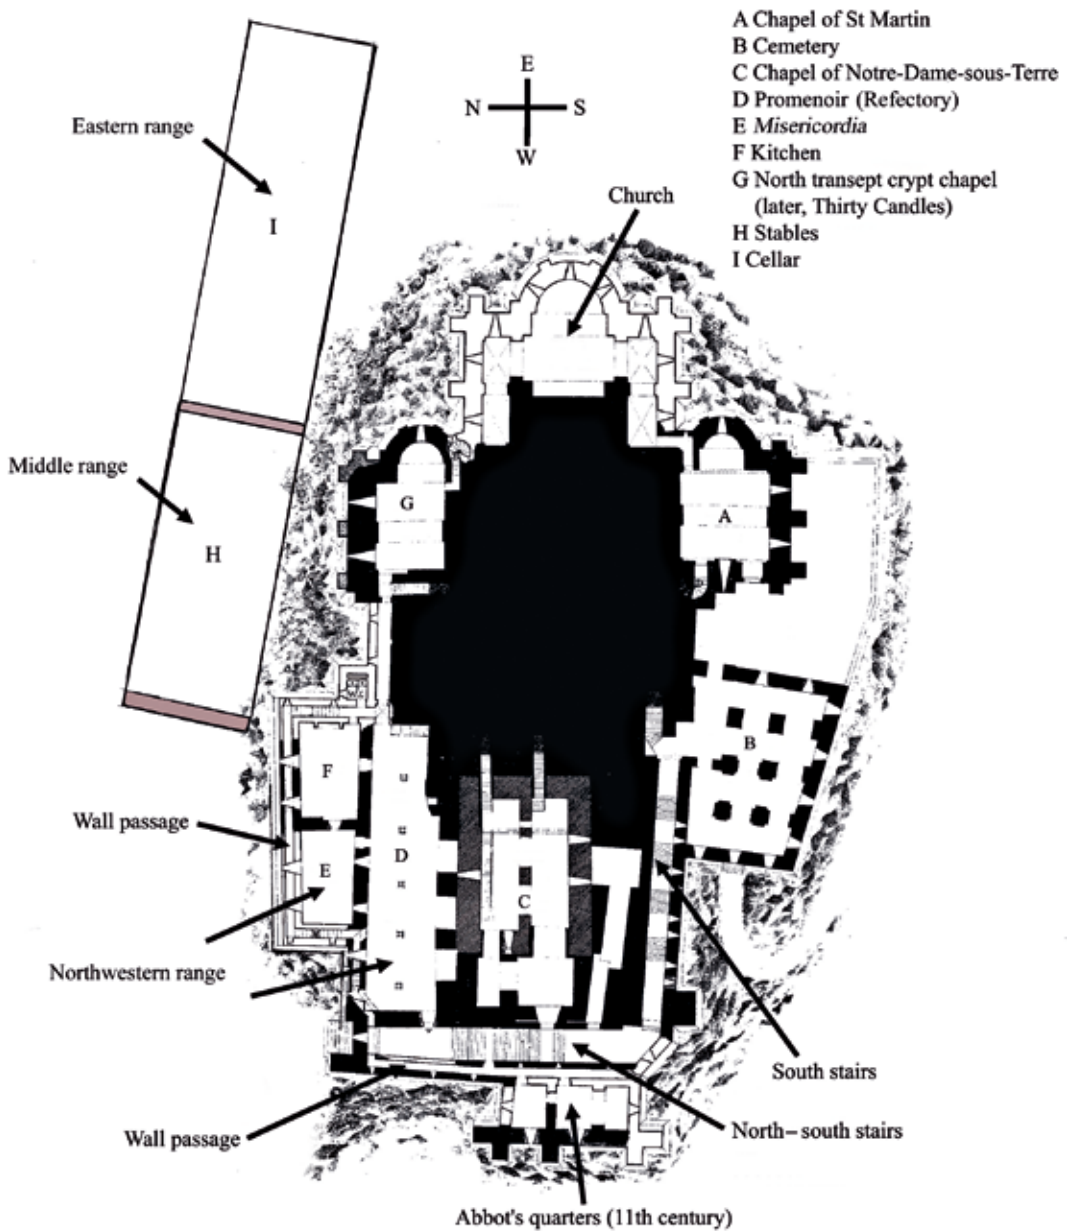 A Chapel of St Martin
B Cemetery
C Chapel of Notre-Dame-sous-Terre
D Promenoir (Refectory)
E Misericordia
F Kitchen
G North transept crypt chapel
(later, Thirty Candles)
H Stables
I Cellar
E
N S
W
Eastern range
I
Church
Middle range
H
G
A
B
F
Wall passage
D
E
C
Northwestern range
South stairs
Wall passage
North–south stairs
Abbot's quarters (11th century)